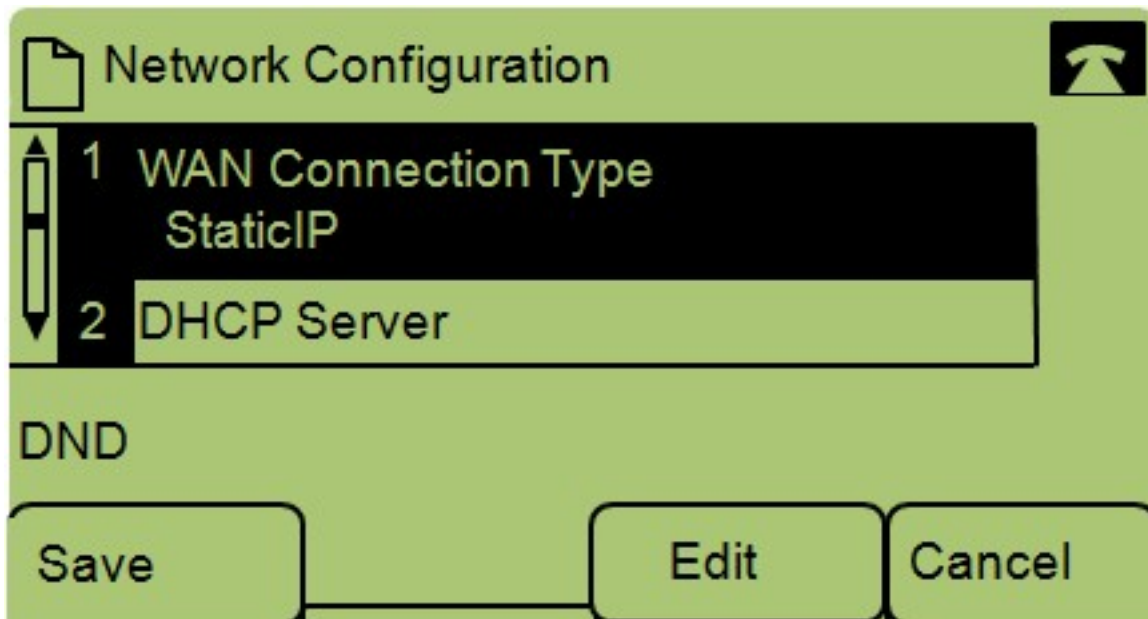 Network Configuration
1 WAN Connection Type
StaticIP
2 DHCP Server
DND
Save Edit Cancel